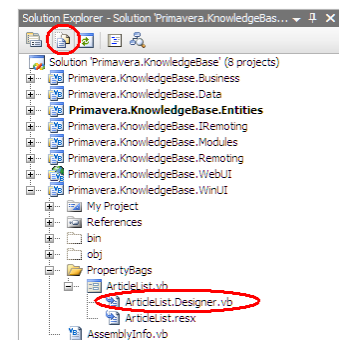 Solution Explorer - Solution 'Primavera.KnowledgeBas...
Solution 'Primavera.KnowledgeBase' (8 projects)
Primavera.KnowledgeBase.Business
Primavera.KnowledgeBase.Data
Primavera.KnowledgeBase.Entities
Primavera.KnowledgeBase.IRemoting
Primavera.KnowledgeBase.Modules
Primavera.KnowledgeBase.Remoting
Primavera.KnowledgeBase.WebUI
Primavera.KnowledgeBase.WinUI
My Project
References
bin
obj
PropertyBags
ArticleList.vb
ArticleList.Designer.vb
ArticleList.resx
AssemblyInfo.vb